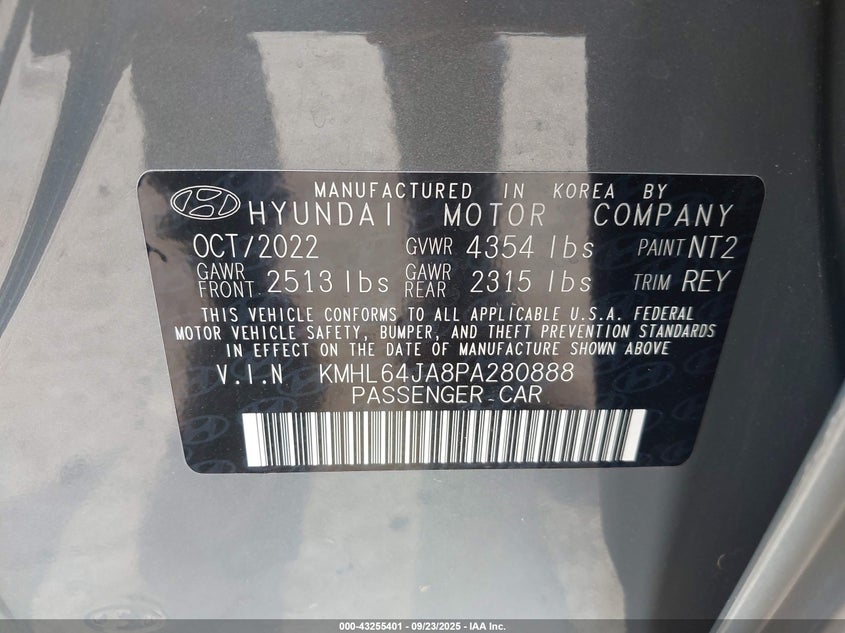 MANUFACTURED IN KOREA BY
HYUNDAI MOTOR COMPANY
OCT/2022 GVWR 4354 lbs PAINT NT2
GAWR FRONT 2513 lbs GAWR REAR 2315 lbs TRIM REY
THIS VEHICLE CONFORMS TO ALL APPLICABLE U.S.A. FEDERAL
MOTOR VEHICLE SAFETY, BUMPER, AND THEFT PREVENTION STANDARDS
IN EFFECT ON THE DATE OF MANUFACTURE SHOWN ABOVE
V.I.N KMHL64JA8PA280888
PASSENGER CAR
000-43255401 - 09/23/2025 - IAA Inc.